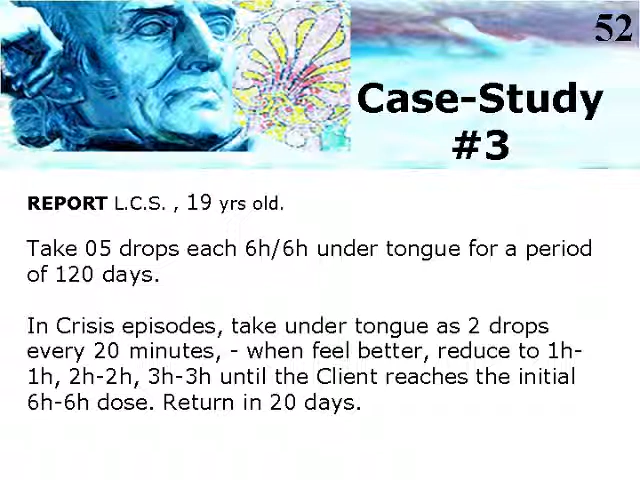 52
Case-Study
#3
REPORT L.C.S. , 19 yrs old.
Take 05 drops each 6h/6h under tongue for a period
of 120 days.
In Crisis episodes, take under tongue as 2 drops
every 20 minutes, - when feel better, reduce to 1h-
1h, 2h-2h, 3h-3h until the Client reaches the initial
6h-6h dose. Return in 20 days.